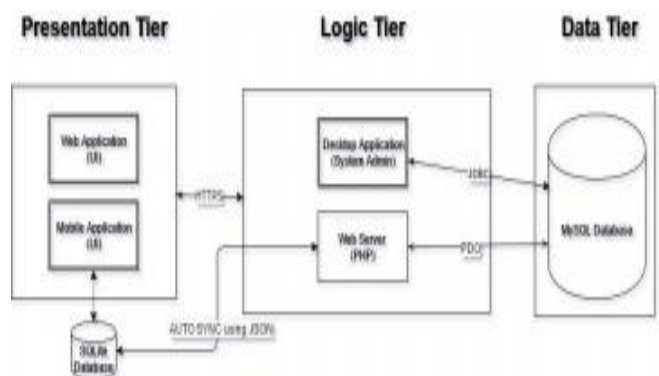 Presentation Tier
Logic Tier
Data Tier
Web Application
(UI)
Mobile Application
(UI)
SQLite
Database
HTTPS
AUTO SYNC using JSON
Desktop Application
(System Admin)
Web Server
(PHP)
JDBC
PDO
MySQL Database